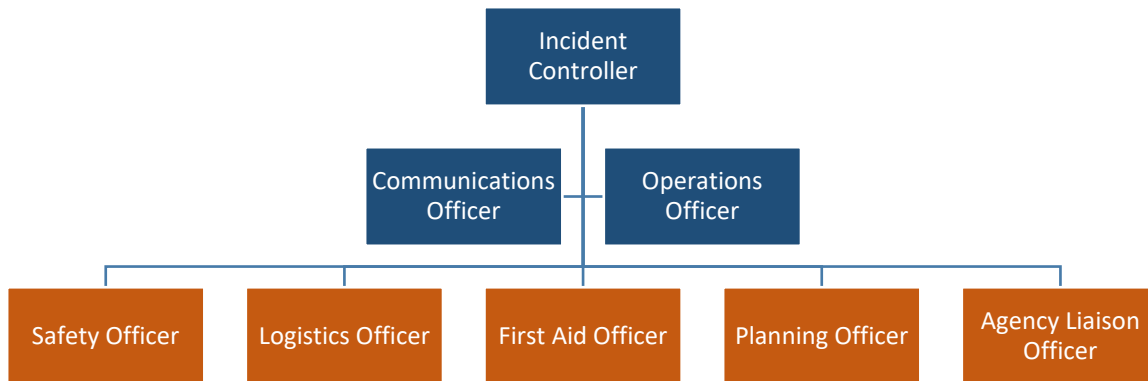 Incident
Controller
Communications
Officer
Operations
Officer
Safety Officer
Logistics Officer
First Aid Officer
Planning Officer
Agency Liaison
Officer